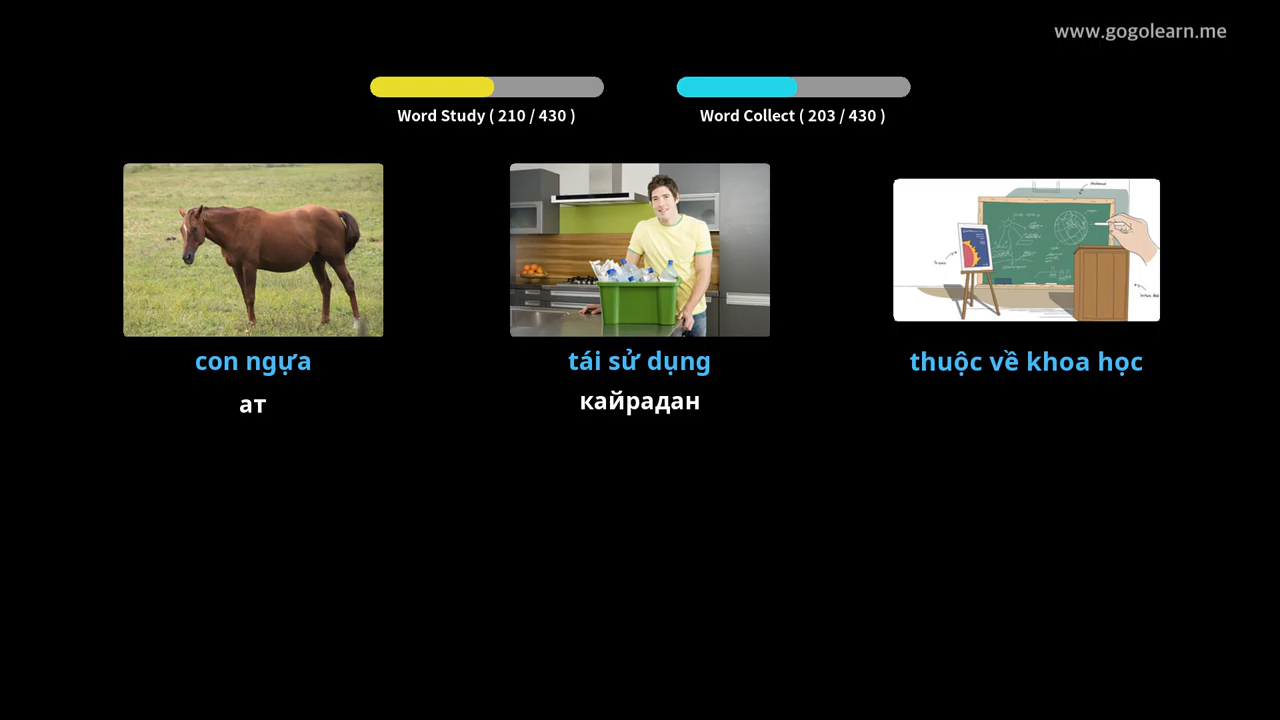 www.gogolearn.me
Word Study ( 210 / 430 )
Word Collect ( 203 / 430 )
con ngựa
tái sử dụng
thuộc về khoa học
ат
кайрадан